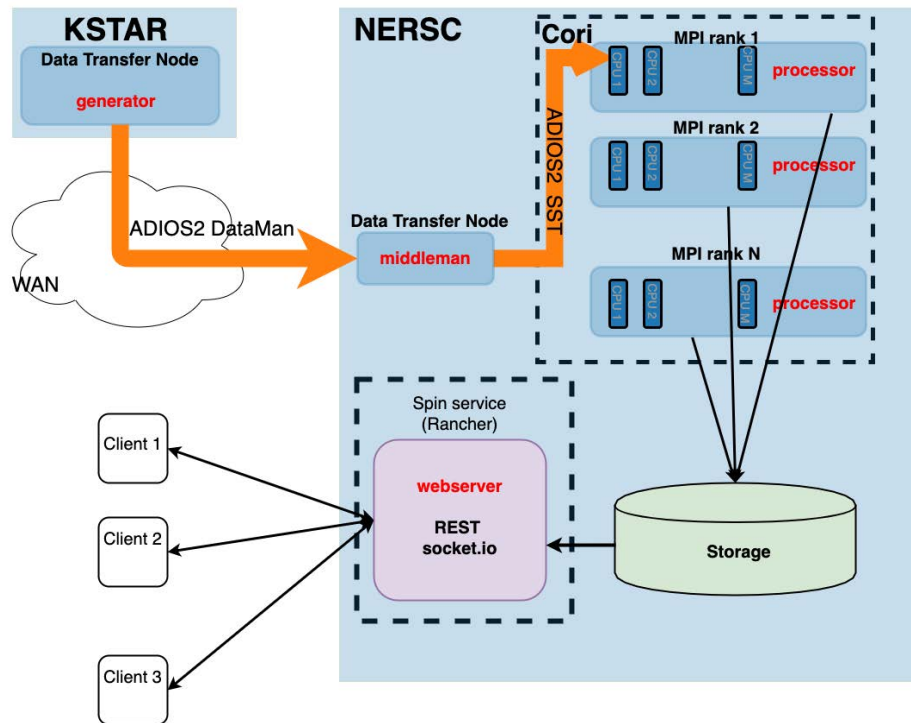 KSTAR
Data Transfer Node
generator
WAN
ADIOS2 DataMan
NERSC
Data Transfer Node
middleman
ADIOS2 SST
Cori
MPI rank 1
CPU 1
CPU 2
CPU M
processor
MPI rank 2
CPU 1
CPU 2
CPU M
processor
MPI rank N
CPU 1
CPU 2
CPU M
processor
Spin service
(Rancher)
webserver
REST
socket.io
Storage
Client 1
Client 2
Client 3